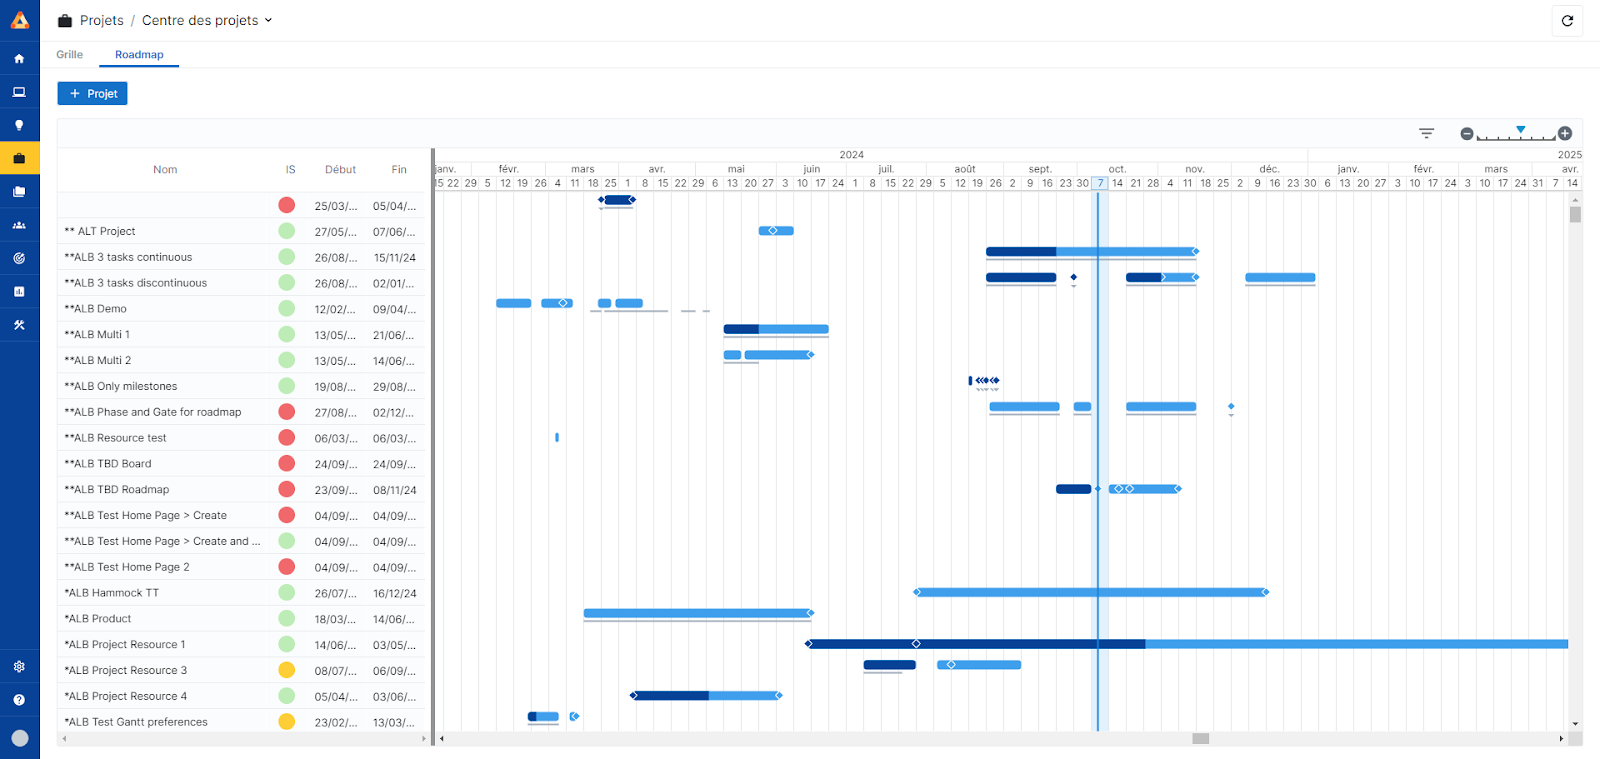 Projets / Centre des projets
Grille Roadmap
+ Projet
2024 2025
Nom IS Début Fin janv. févr. mars avr. mai juin juil. août sept. oct. nov. déc. janv. févr. mars avr.
15 22 29 5 12 19 26 4 11 18 25 1 8 15 22 29 6 13 20 27 3 10 17 24 1 8 15 22 29 5 12 19 26 2 9 16 23 30 7 14 21 28 4 11 18 25 2 9 16 23 30 6 13 20 27 3 10 17 24 3 10 17 24 31 7 14
25/03/... 05/04/...
** ALT Project 27/05/... 07/06/...
**ALB 3 tasks continuous 26/08/... 15/11/24
**ALB 3 tasks discontinuous 26/08/... 02/01/...
**ALB Demo 12/02/... 09/04/...
**ALB Multi 1 13/05/... 21/06/...
**ALB Multi 2 13/05/... 14/06/...
**ALB Only milestones 19/08/... 29/08/...
**ALB Phase and Gate for roadmap 27/08/... 02/12/...
**ALB Resource test 06/03/... 06/03/...
**ALB TBD Board 24/09/... 24/09/...
**ALB TBD Roadmap 23/09/... 08/11/24
**ALB Test Home Page > Create 04/09/... 04/09/...
**ALB Test Home Page > Create and ... 04/09/... 04/09/...
**ALB Test Home Page 2 04/09/... 04/09/...
*ALB Hammock TT 26/07/... 16/12/24
*ALB Product 18/03/... 14/06/...
*ALB Project Resource 1 14/06/... 03/05/...
*ALB Project Resource 3 08/07/... 06/09/...
*ALB Project Resource 4 05/04/... 03/06/...
*ALB Test Gantt preferences 23/02/... 13/03/...